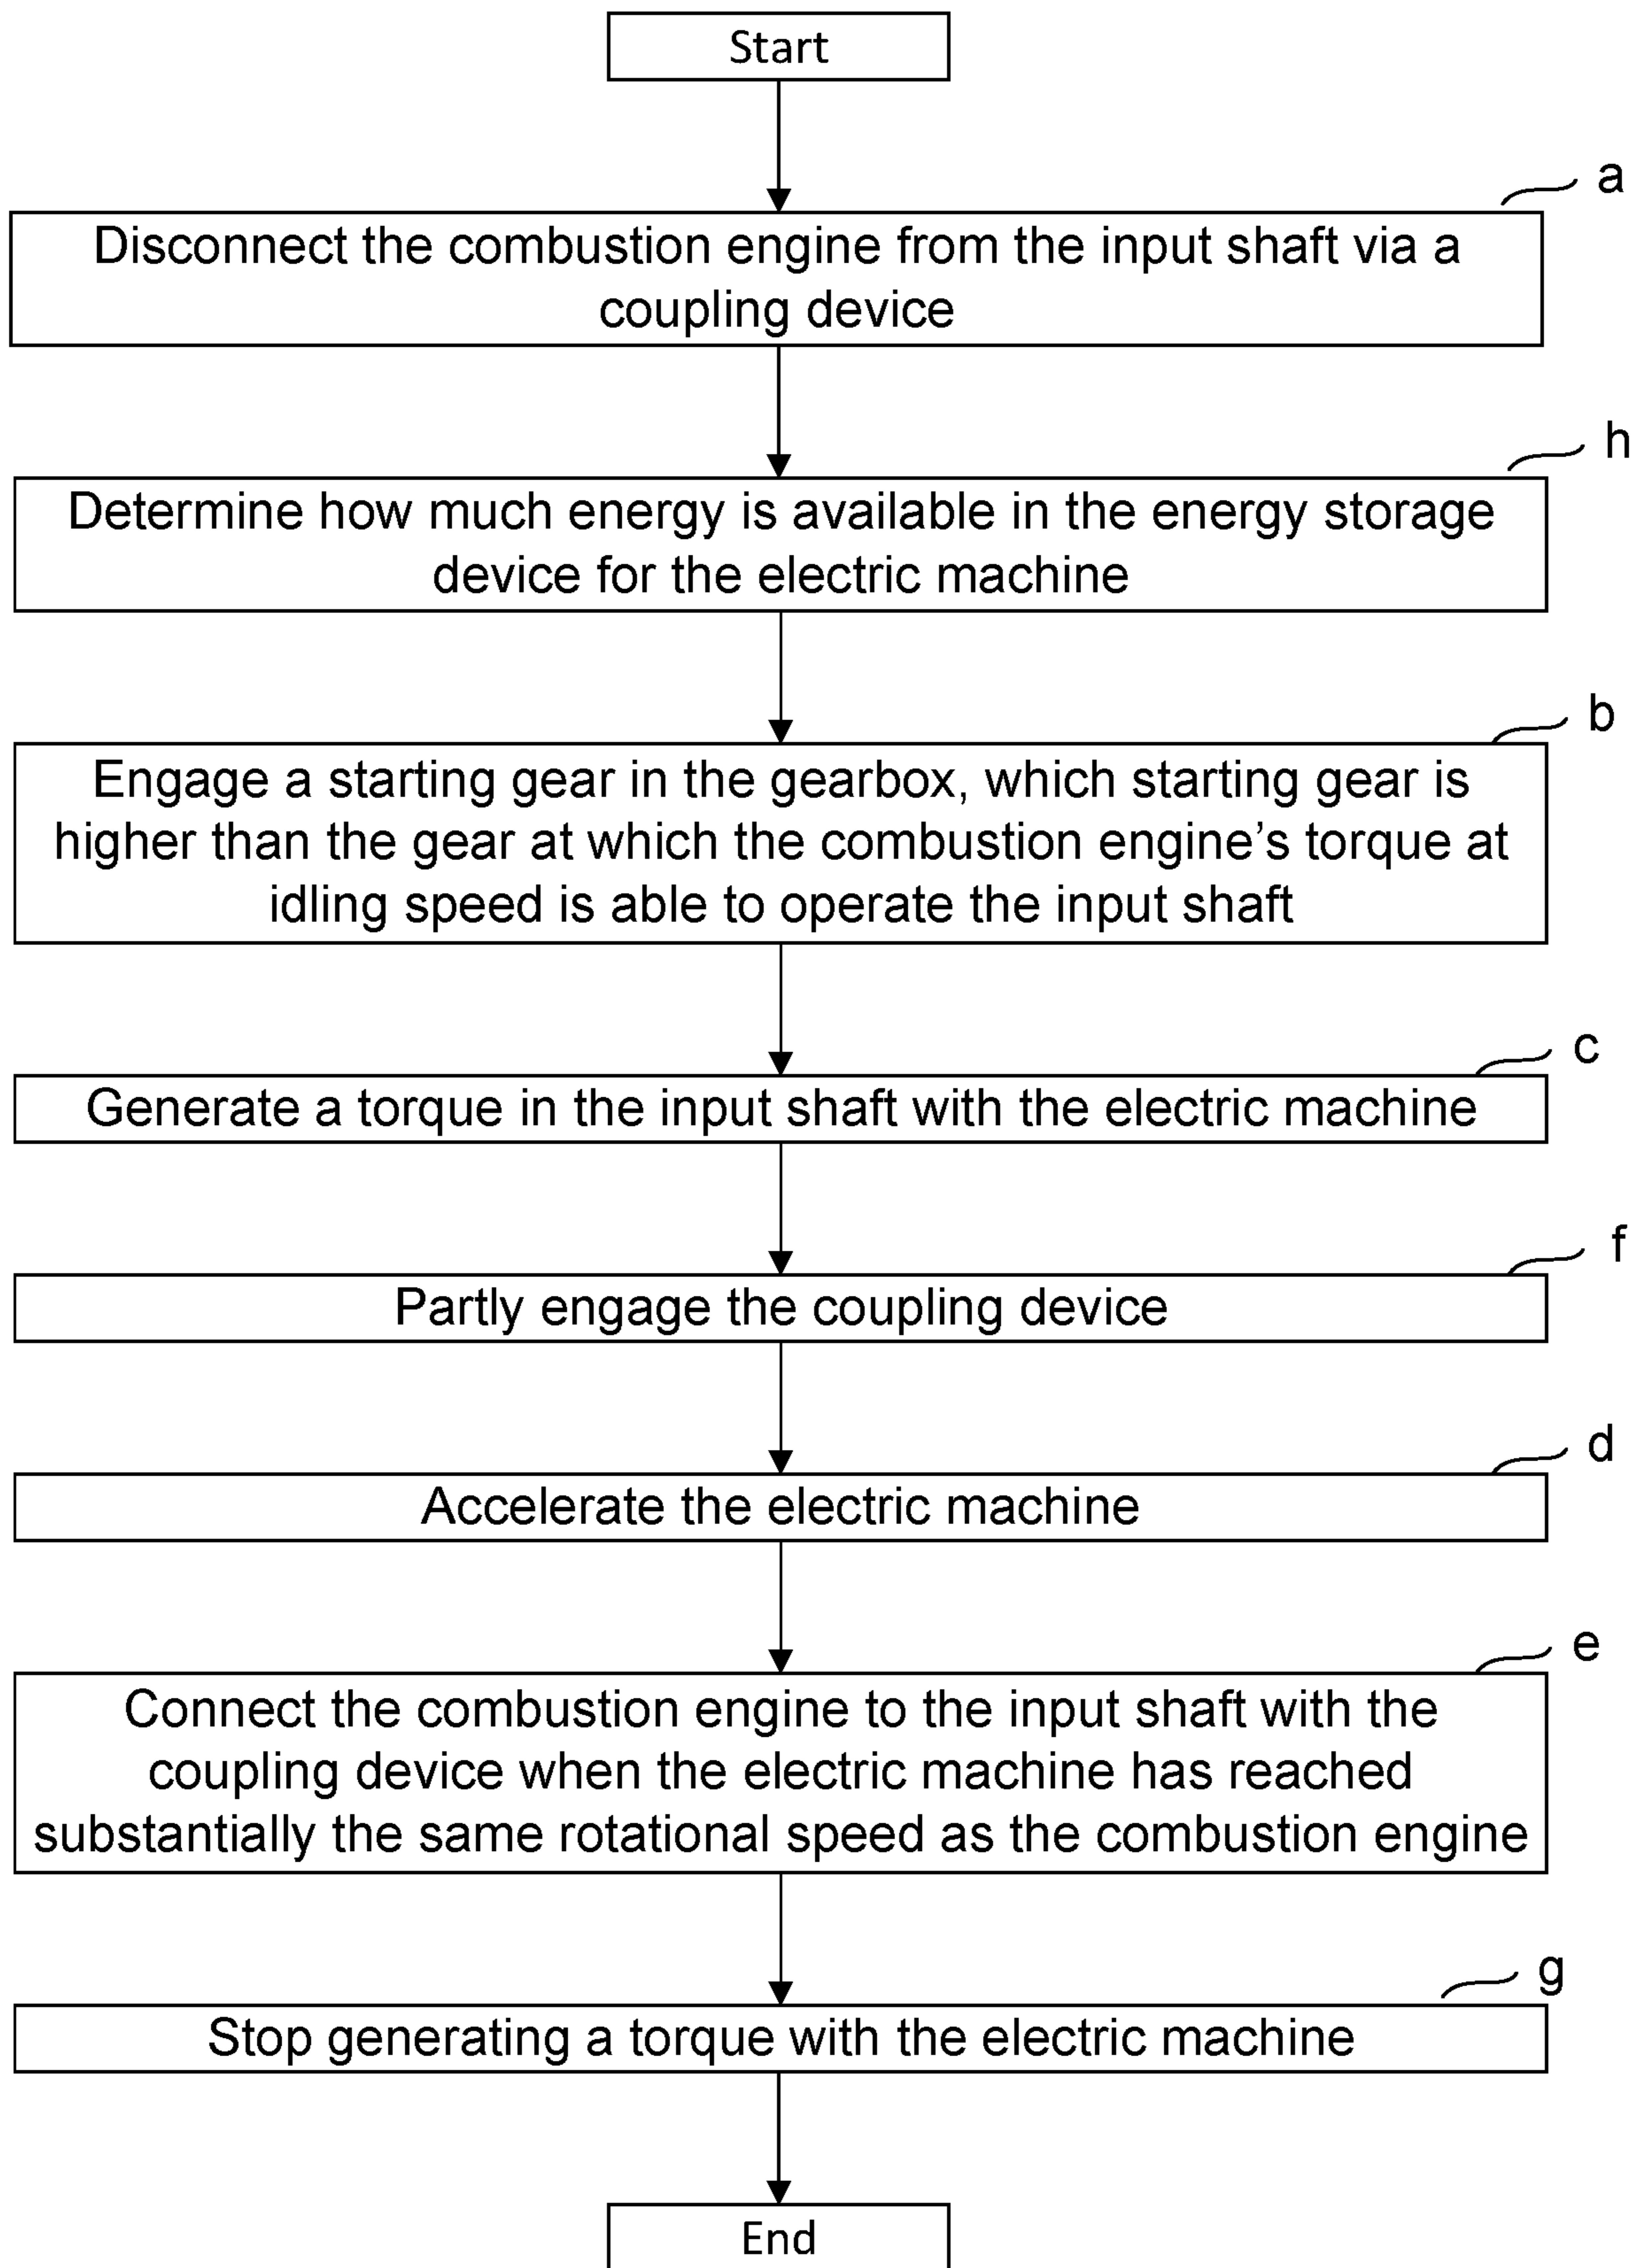 Start
a
Disconnect the combustion engine from the input shaft via a
coupling device
h
Determine how much energy is available in the energy storage
device for the electric machine
b
Engage a starting gear in the gearbox, which starting gear is
higher than the gear at which the combustion engine’s torque at
idling speed is able to operate the input shaft
c
Generate a torque in the input shaft with the electric machine
f
Partly engage the coupling device
d
Accelerate the electric machine
e
Connect the combustion engine to the input shaft with the
coupling device when the electric machine has reached
substantially the same rotational speed as the combustion engine
g
Stop generating a torque with the electric machine
End